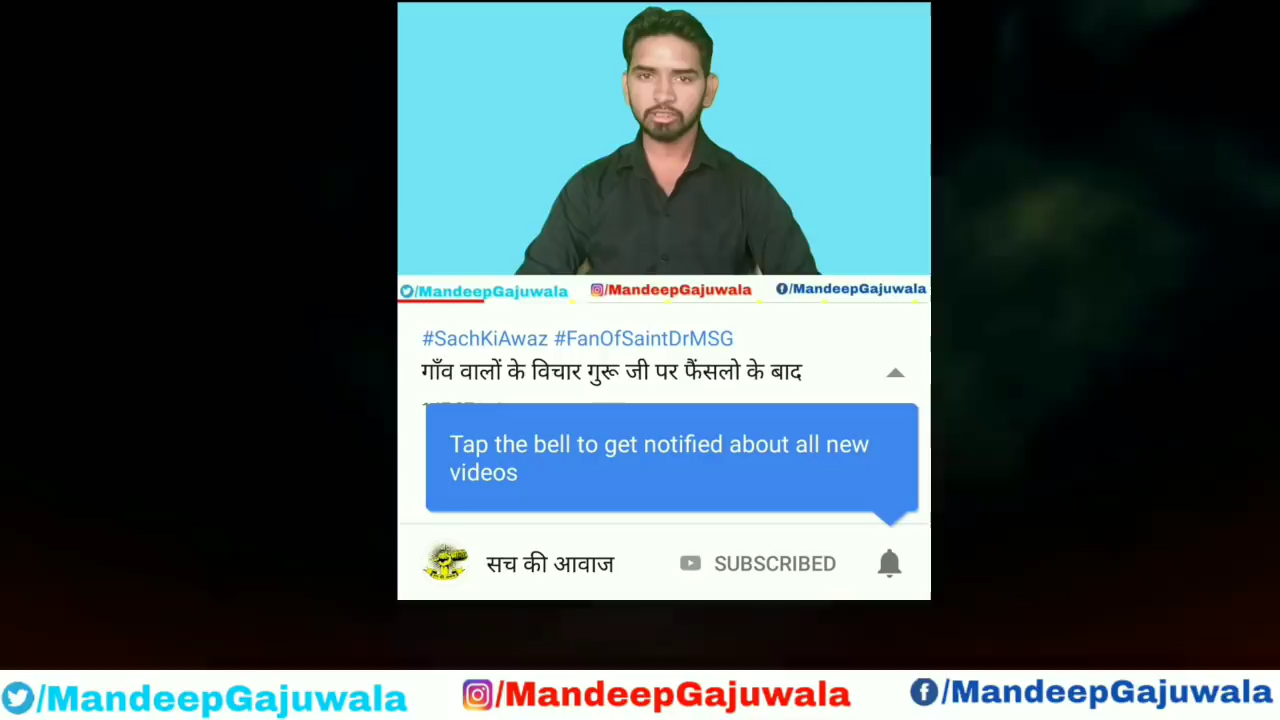 /MandeepGajuwala /MandeepGajuwala /MandeepGajuwala
#SachKiAwaz #FanOfSaintDrMSG
गाँव वालों के विचार गुरू जी पर फैंसलो के बाद
Tap the bell to get notified about all new
videos
सच की आवाज SUBSCRIBED
/MandeepGajuwala /MandeepGajuwala /MandeepGajuwala